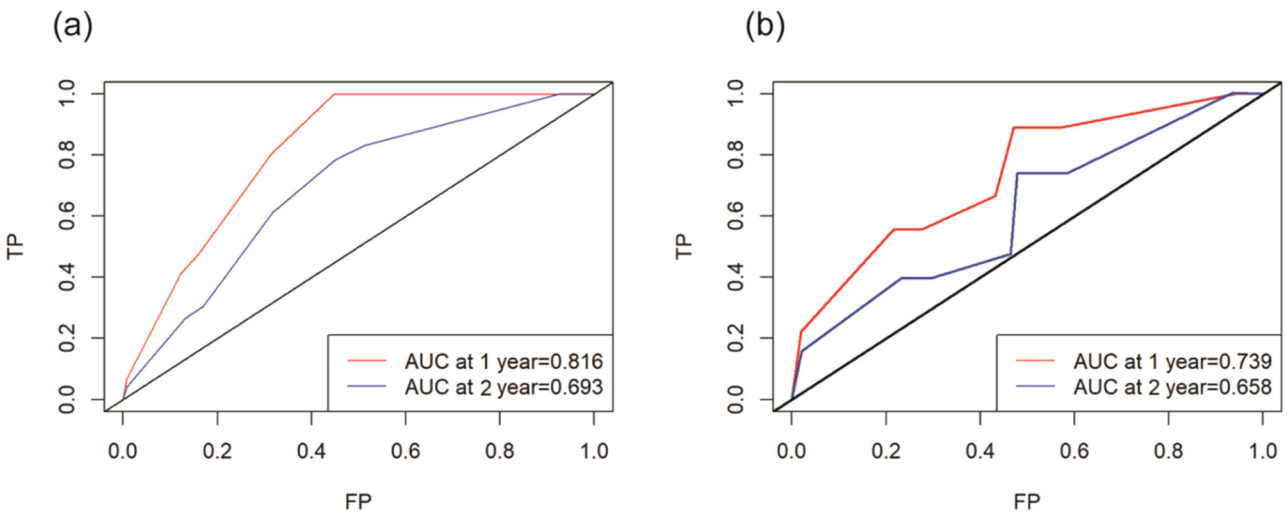 (a)
TP
1.0
0.8
0.6
0.4
0.2
0.0
AUC at 1 year=0.816
AUC at 2 year=0.693
0.0 0.2 0.4 0.6 0.8 1.0
FP
(b)
TP
1.0
0.8
0.6
0.4
0.2
0.0
AUC at 1 year=0.739
AUC at 2 year=0.658
0.0 0.2 0.4 0.6 0.8 1.0
FP